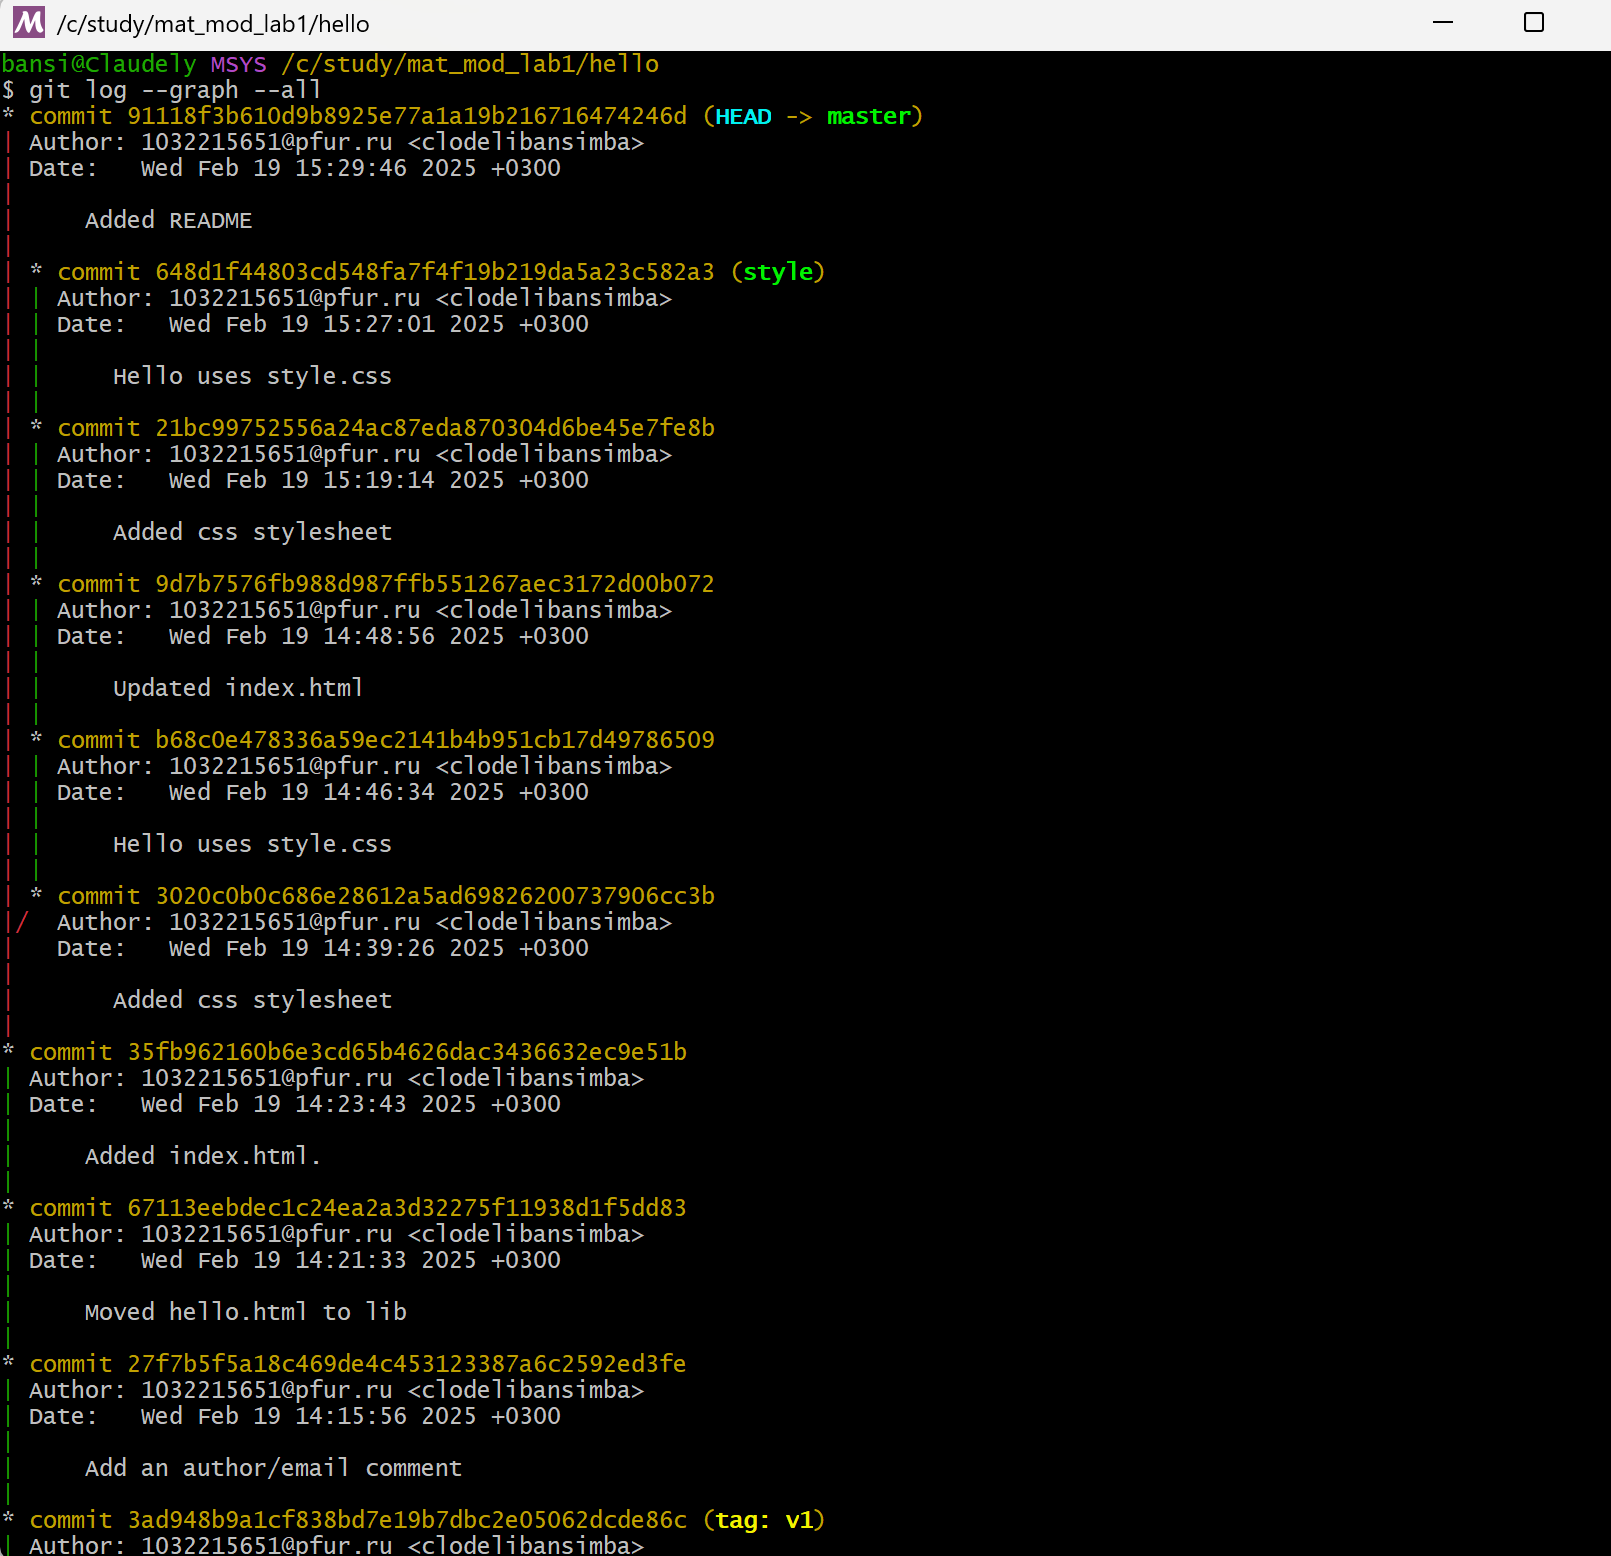 /c/study/mat_mod_lab1/hello
bansi@Claudely MSYS /c/study/mat_mod_lab1/hello
$ git log --graph --all
* commit 91118f3b610d9b8925e77a1a19b216716474246d (HEAD -> master)
| Author: 1032215651@pfur.ru <clodelibansimba>
| Date:   Wed Feb 19 15:29:46 2025 +0300
|
|     Added README
|
| * commit 648d1f44803cd548fa7f4f19b219da5a23c582a3 (style)
| | Author: 1032215651@pfur.ru <clodelibansimba>
| | Date:   Wed Feb 19 15:27:01 2025 +0300
| |
| |     Hello uses style.css
| |
| * commit 21bc99752556a24ac87eda870304d6be45e7fe8b
| | Author: 1032215651@pfur.ru <clodelibansimba>
| | Date:   Wed Feb 19 15:19:14 2025 +0300
| |
| |     Added css stylesheet
| |
| * commit 9d7b7576fb988d987ffb551267aec3172d00b072
| | Author: 1032215651@pfur.ru <clodelibansimba>
| | Date:   Wed Feb 19 14:48:56 2025 +0300
| |
| |     Updated index.html
| |
| * commit b68c0e478336a59ec2141b4b951cb17d49786509
| | Author: 1032215651@pfur.ru <clodelibansimba>
| | Date:   Wed Feb 19 14:46:34 2025 +0300
| |
| |     Hello uses style.css
| |
| * commit 3020c0b0c686e28612a5ad69826200737906cc3b
|/  Author: 1032215651@pfur.ru <clodelibansimba>
|   Date:   Wed Feb 19 14:39:26 2025 +0300
|
|       Added css stylesheet
|
* commit 35fb962160b6e3cd65b4626dac3436632ec9e51b
| Author: 1032215651@pfur.ru <clodelibansimba>
| Date:   Wed Feb 19 14:23:43 2025 +0300
|
|     Added index.html.
|
* commit 67113eebdec1c24ea2a3d32275f11938d1f5dd83
| Author: 1032215651@pfur.ru <clodelibansimba>
| Date:   Wed Feb 19 14:21:33 2025 +0300
|
|     Moved hello.html to lib
|
* commit 27f7b5f5a18c469de4c453123387a6c2592ed3fe
| Author: 1032215651@pfur.ru <clodelibansimba>
| Date:   Wed Feb 19 14:15:56 2025 +0300
|
|     Add an author/email comment
|
* commit 3ad948b9a1cf838bd7e19b7dbc2e05062dcde86c (tag: v1)
| Author: 1032215651@pfur.ru <clodelibansimba>